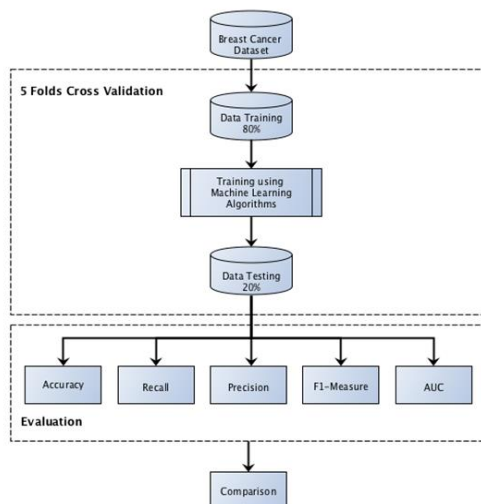 Breast Cancer
Dataset
5 Folds Cross Validation
Data Training
80%
Training using
Machine Learning
Algorithms
Data Testing
20%
Accuracy
Recall
Precision
F1-Measure
AUC
Evaluation
Comparison